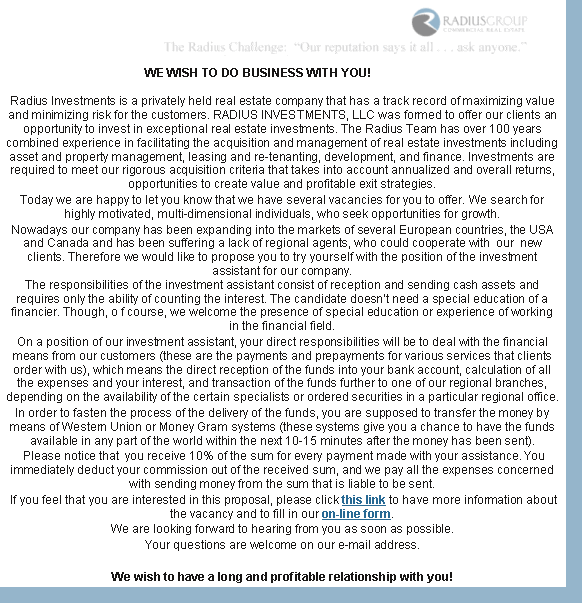 RADIUSGROUP
COMMERCIAL REAL ESTATE
The Radius Challenge: "Our reputation says it all . . . ask anyone."
WE WISH TO DO BUSINESS WITH YOU!
Radius Investments is a privately held real estate company that has a track record of maximizing value
and minimizing risk for the customers. RADIUS INVESTMENTS, LLC was formed to offer our clients an
opportunity to invest in exceptional real estate investments. The Radius Team has over 100 years
combined experience in facilitating the acquisition and management of real estate investments including
asset and property management, leasing and re-tenanting, development, and finance. Investments are
required to meet our rigorous acquisition criteria that takes into account annualized and overall returns,
opportunities to create value and profitable exit strategies.
Today we are happy to let you know that we have several vacancies for you to offer. We search for
highly motivated, multi-dimensional individuals, who seek opportunities for growth.
Nowadays our company has been expanding into the markets of several European countries, the USA
and Canada and has been suffering a lack of regional agents, who could cooperate with our new
clients. Therefore we would like to propose you to try yourself with the position of the investment
assistant for our company.
The responsibilities of the investment assistant consist of reception and sending cash assets and
requires only the ability of counting the interest. The candidate doesn't need a special education of a
financier. Though, o f course, we welcome the presence of special education or experience of working
in the financial field.
On a position of our investment assistant, your direct responsibilities will be to deal with the financial
means from our customers (these are the payments and prepayments for various services that clients
order with us), which means the direct reception of the funds into your bank account, calculation of all
the expenses and your interest, and transaction of the funds further to one of our regional branches,
depending on the availability of the certain specialists or ordered securities in a particular regional office.
In order to fasten the process of the delivery of the funds, you are supposed to transfer the money by
means of Western Union or Money Gram systems (these systems give you a chance to have the funds
available in any part of the world within the next 10-15 minutes after the money has been sent).
Please notice that you receive 10% of the sum for every payment made with your assistance. You
immediately deduct your commission out of the received sum, and we pay all the expenses concerned
with sending money from the sum that is liable to be sent.
If you feel that you are interested in this proposal, please click this link to have more information about
the vacancy and to fill in our on-line form.
We are looking forward to hearing from you as soon as possible.
Your questions are welcome on our e-mail address.
We wish to have a long and profitable relationship with you!